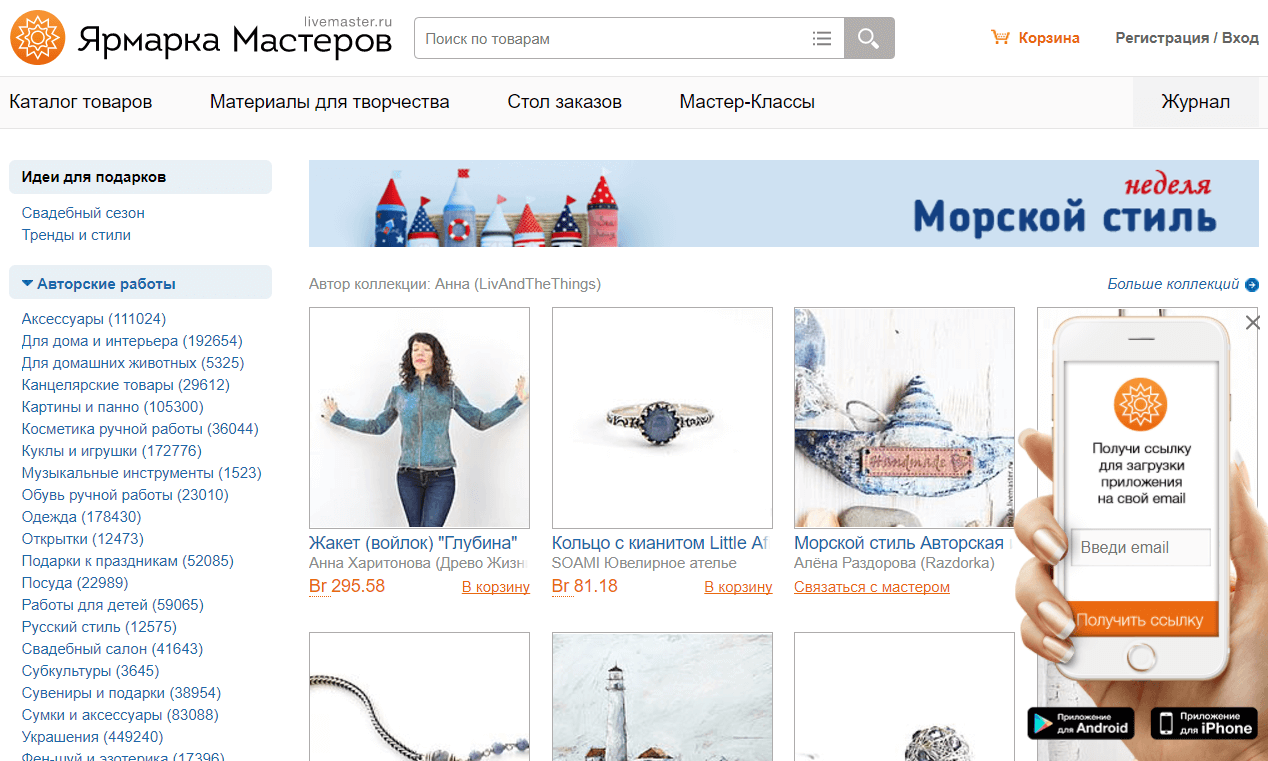 livemaster.ru
Ярмарка Мастеров
Поиск по товарам
Корзина
Регистрация / Вход
Каталог товаров
Материалы для творчества
Стол заказов
Мастер-Классы
Журнал
Идеи для подарков
Свадебный сезон
Тренды и стили
Авторские работы
Аксессуары (111024)
Для дома и интерьера (192654)
Для домашних животных (5325)
Канцелярские товары (29612)
Картины и панно (105300)
Косметика ручной работы (36044)
Куклы и игрушки (172776)
Музыкальные инструменты (1523)
Обувь ручной работы (23010)
Одежда (178430)
Открытки (12473)
Подарки к праздникам (52085)
Посуда (22989)
Работы для детей (59065)
Русский стиль (12575)
Свадебный салон (41643)
Субкультуры (3645)
Сувениры и подарки (38954)
Сумки и аксессуары (83088)
Украшения (449240)
Фен-шуй и эзотерика (17396)
неделя
Морской стиль
Автор коллекции: Анна (LivAndTheThings)
Больше коллекций
Handmade
Жакет (войлок) "Глубина"
Анна Харитонова (Древо Жизн
Br 295.58
В корзину
Кольцо с кианитом Little Af
SOAMI Ювелирное ателье
Br 81.18
В корзину
Морской стиль Авторская
Алёна Раздорова (Razdorka)
Связаться с мастером
Получи ссылку
для загрузки
приложения
на свой email
Введи email
Получить ссылку
Приложение
для Android
Приложение
для iPhone